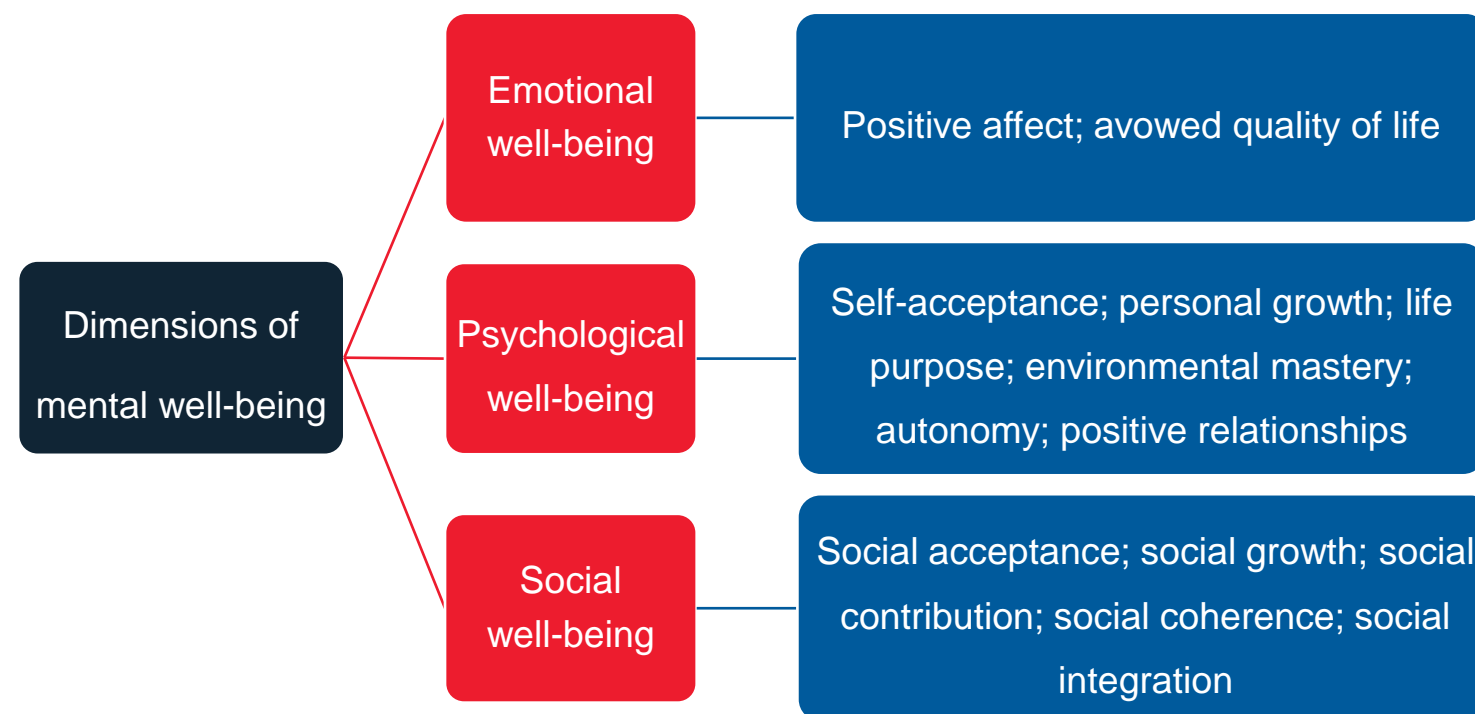 Dimensions of
mental well-being
Emotional
well-being
Positive affect; avowed quality of life
Psychological
well-being
Self-acceptance; personal growth; life
purpose; environmental mastery;
autonomy; positive relationships
Social
well-being
Social acceptance; social growth; social
contribution; social coherence; social
integration